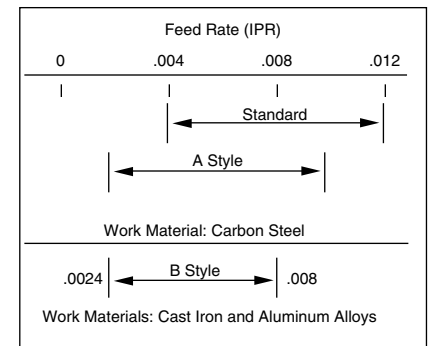 Feed Rate (IPR)
0 .004 .008 .012
Standard
A Style
Work Material: Carbon Steel
.0024 B Style .008
Work Materials: Cast Iron and Aluminum Alloys